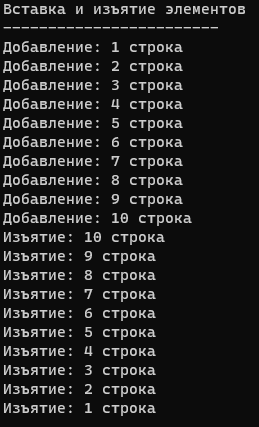 Вставка и изъятие элементов
------------------------
Добавление: 1 строка
Добавление: 2 строка
Добавление: 3 строка
Добавление: 4 строка
Добавление: 5 строка
Добавление: 6 строка
Добавление: 7 строка
Добавление: 8 строка
Добавление: 9 строка
Добавление: 10 строка
Изъятие: 10 строка
Изъятие: 9 строка
Изъятие: 8 строка
Изъятие: 7 строка
Изъятие: 6 строка
Изъятие: 5 строка
Изъятие: 4 строка
Изъятие: 3 строка
Изъятие: 2 строка
Изъятие: 1 строка